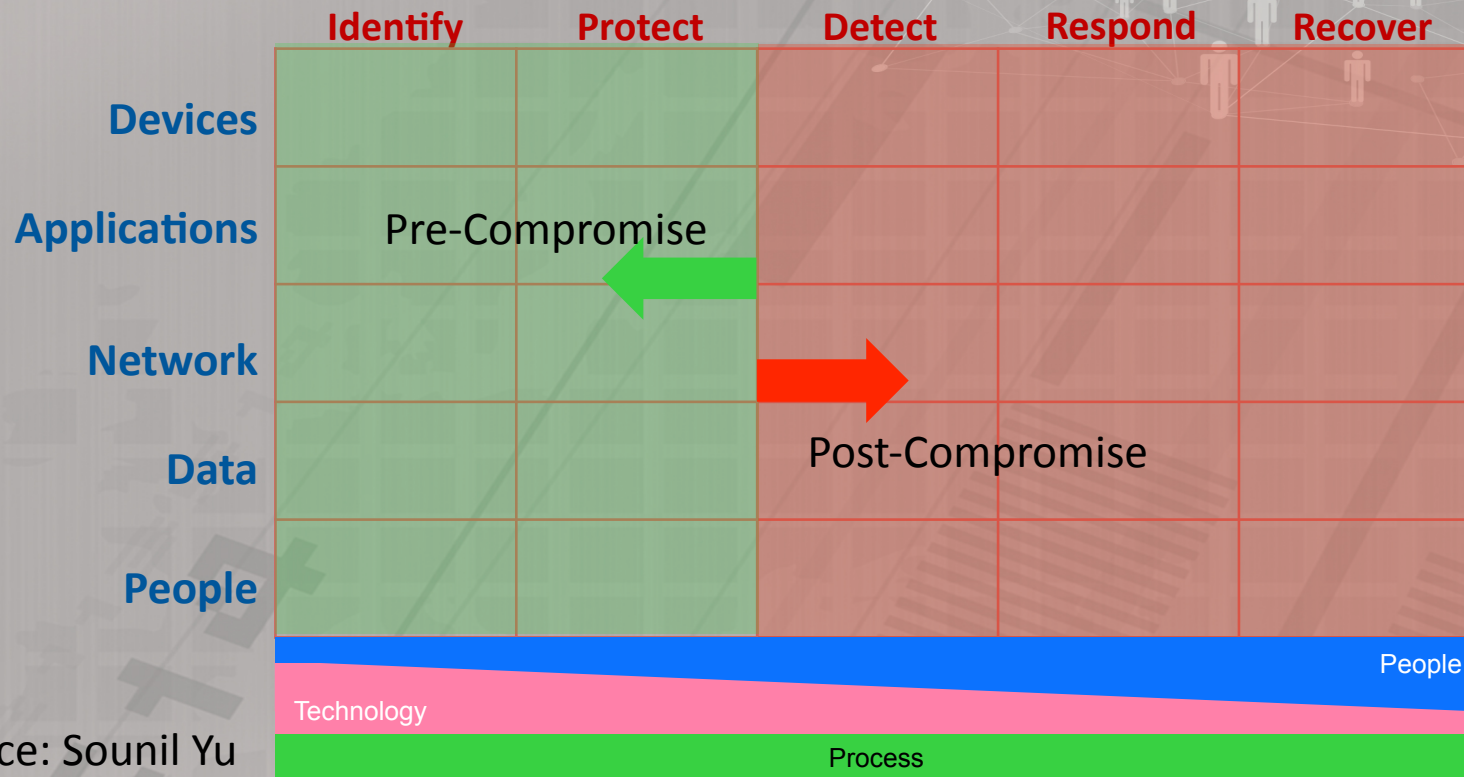 Identify Protect Detect Respond Recover
Devices
Applications
Pre-Compromise
Network
Data
Post-Compromise
People
People
Technology
ce: Sounil Yu
Process